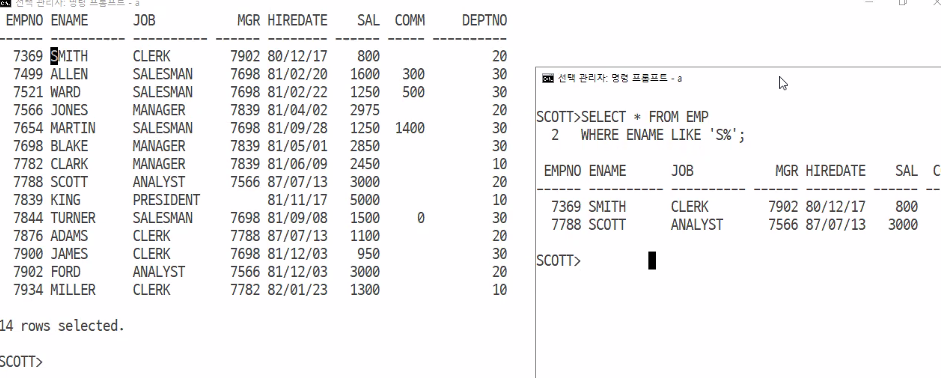 선택 관리자: 명령 프롬프트 - a
EMPNO ENAME      JOB              MGR HIREDATE    SAL  COMM     DEPTNO
------ ---------- --------- ------ -------- ------ ----- ----------
  7369 SMITH      CLERK       7902 80/12/17    800             20
  7499 ALLEN      SALESMAN    7698 81/02/20   1600   300       30
  7521 WARD       SALESMAN    7698 81/02/22   1250   500       30
  7566 JONES      MANAGER     7839 81/04/02   2975             20
  7654 MARTIN     SALESMAN    7698 81/09/28   1250  1400       30
  7698 BLAKE      MANAGER     7839 81/05/01   2850             30
  7782 CLARK      MANAGER     7839 81/06/09   2450             10
  7788 SCOTT      ANALYST     7566 87/07/13   3000             20
  7839 KING       PRESIDENT        81/11/17   5000             10
  7844 TURNER     SALESMAN    7698 81/09/08   1500     0       30
  7876 ADAMS      CLERK       7788 87/07/13   1100             20
  7900 JAMES      CLERK       7698 81/12/03    950             30
  7902 FORD       ANALYST     7566 81/12/03   3000             20
  7934 MILLER     CLERK       7782 82/01/23   1300             10
14 rows selected.
SCOTT>
선택 관리자: 명령 프롬프트 - a
SCOTT>SELECT * FROM EMP
  2   WHERE ENAME LIKE 'S%';
EMPNO ENAME      JOB              MGR HIREDATE    SAL  C
------ ---------- --------- ------ -------- ------ --
  7369 SMITH      CLERK       7902 80/12/17    800
  7788 SCOTT      ANALYST     7566 87/07/13   3000
SCOTT>